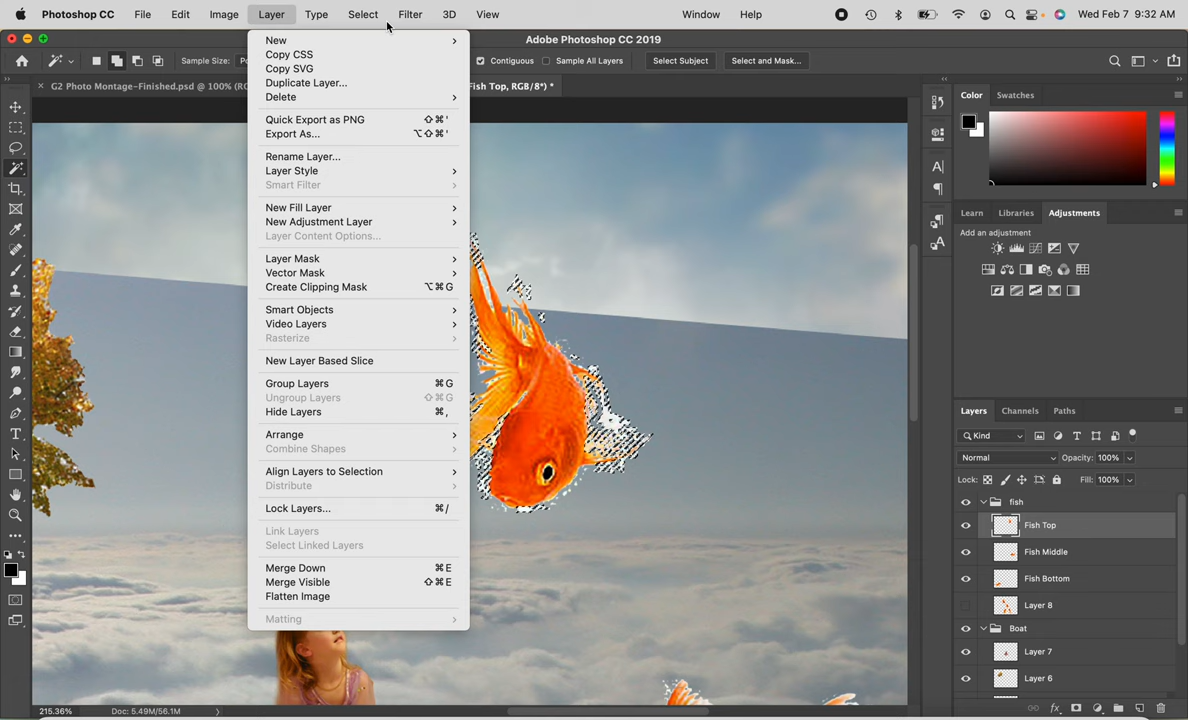 Photoshop CC File Edit Image Layer Type Select Filter 3D View Window Help Wed Feb 7 9:32 AM
Adobe Photoshop CC 2019
Sample Size: Contiguous Sample All Layers Select Subject Select and Mask...
G2 Photo Montage-Finished.psd @ 100% Fish Top, RGB/8*) *
New
Copy CSS
Copy SVG
Duplicate Layer...
Delete
Quick Export as PNG ⇧⌘'
Export As... ⌥⇧⌘'
Rename Layer...
Layer Style
Smart Filter
New Fill Layer
New Adjustment Layer
Layer Content Options...
Layer Mask
Vector Mask
Create Clipping Mask ⌥⌘G
Smart Objects
Video Layers
Rasterize
New Layer Based Slice
Group Layers ⌘G
Ungroup Layers ⇧⌘G
Hide Layers ⌘,
Arrange
Combine Shapes
Align Layers to Selection
Distribute
Lock Layers... ⌘/
Link Layers
Select Linked Layers
Merge Down ⌘E
Merge Visible ⇧⌘E
Flatten Image
Matting
215.36% Doc: 5.49M/56.1M
Color Swatches
Learn Libraries Adjustments
Add an adjustment
Layers Channels Paths
Kind
Normal Opacity: 100%
Lock: Fill: 100%
fish
Fish Top
Fish Middle
Fish Bottom
Layer 8
Boat
Layer 7
Layer 6